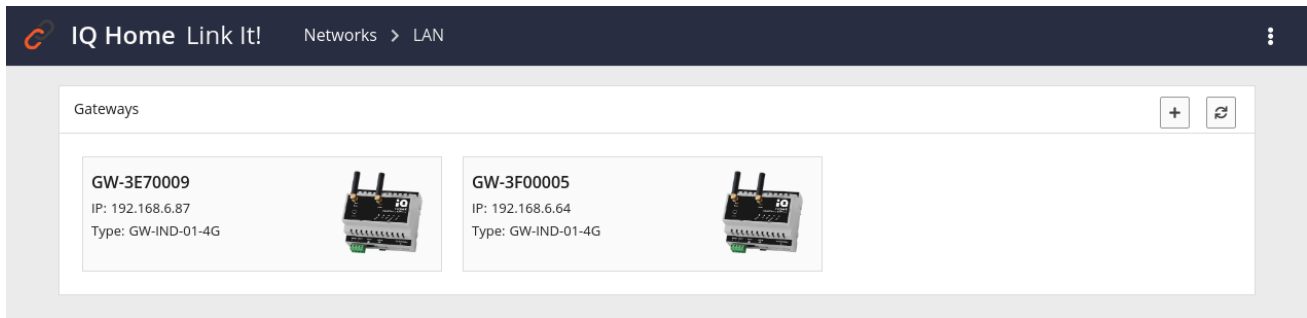 IQ Home Link It! Networks > LAN
Gateways
GW-3E70009
IP: 192.168.6.87
Type: GW-IND-01-4G
GW-3F00005
IP: 192.168.6.64
Type: GW-IND-01-4G